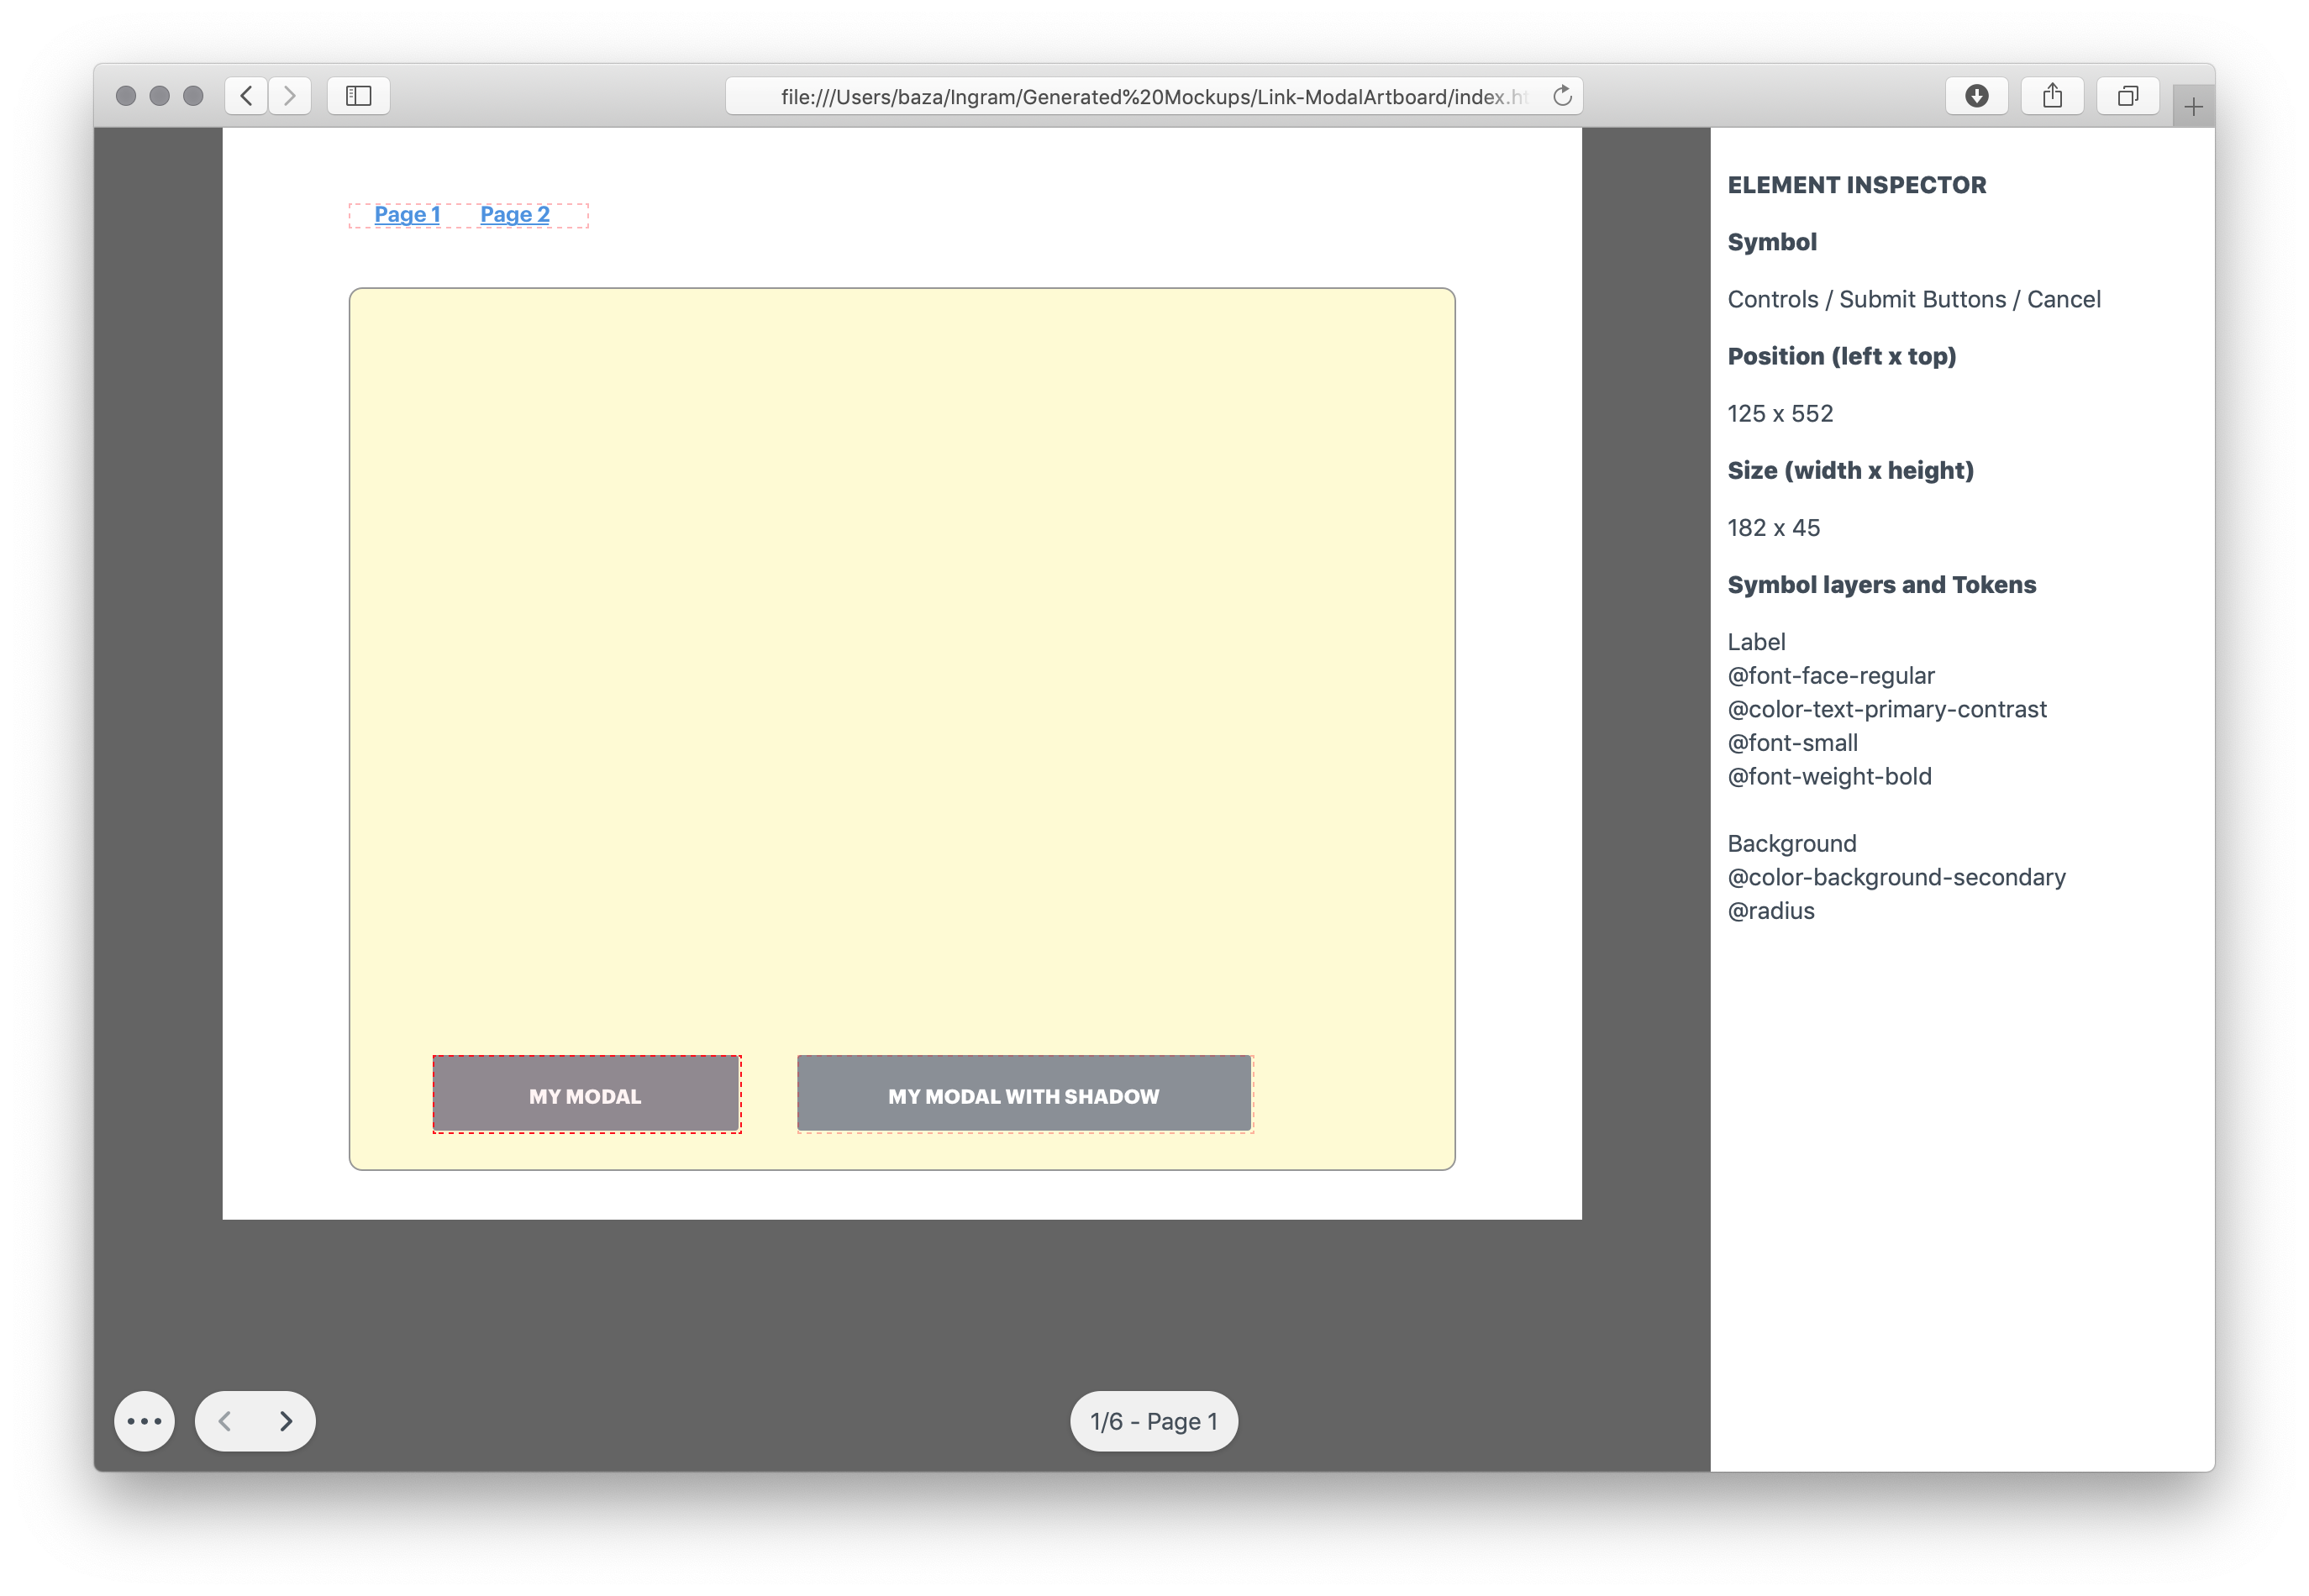 file:///Users/baza/Ingram/Generated%20Mockups/Link-ModalArtboard/index.ht
Page 1 Page 2
MY MODAL
MY MODAL WITH SHADOW
1/6 - Page 1
ELEMENT INSPECTOR
Symbol
Controls / Submit Buttons / Cancel
Position (left x top)
125 x 552
Size (width x height)
182 x 45
Symbol layers and Tokens
Label
@font-face-regular
@color-text-primary-contrast
@font-small
@font-weight-bold
Background
@color-background-secondary
@radius